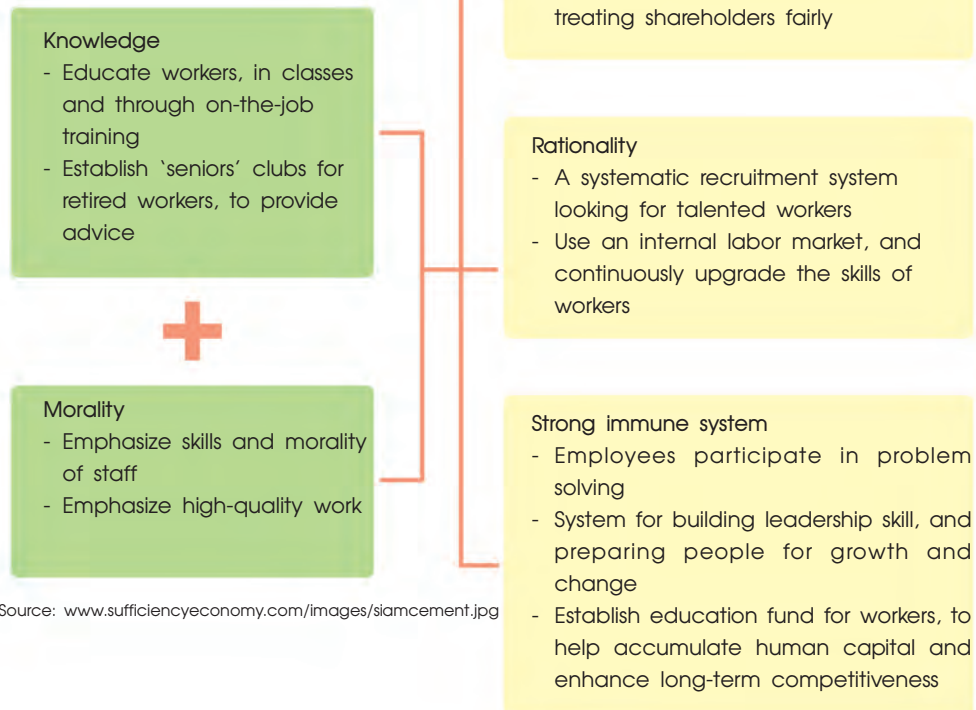 Knowledge
- Educate workers, in classes
and through on-the-job
training
- Establish ‵seniors′ clubs for
retired workers, to provide
advice
Morality
- Emphasize skills and morality
of staff
- Emphasize high-quality work
Source: www.sufficiencyeconomy.com/images/siamcement.jpg
treating shareholders fairly
Rationality
- A systematic recruitment system
looking for talented workers
- Use an internal labor market, and
continuously upgrade the skills of
workers
Strong immune system
- Employees participate in problem
solving
- System for building leadership skill, and
preparing people for growth and
change
- Establish education fund for workers, to
help accumulate human capital and
enhance long-term competitiveness